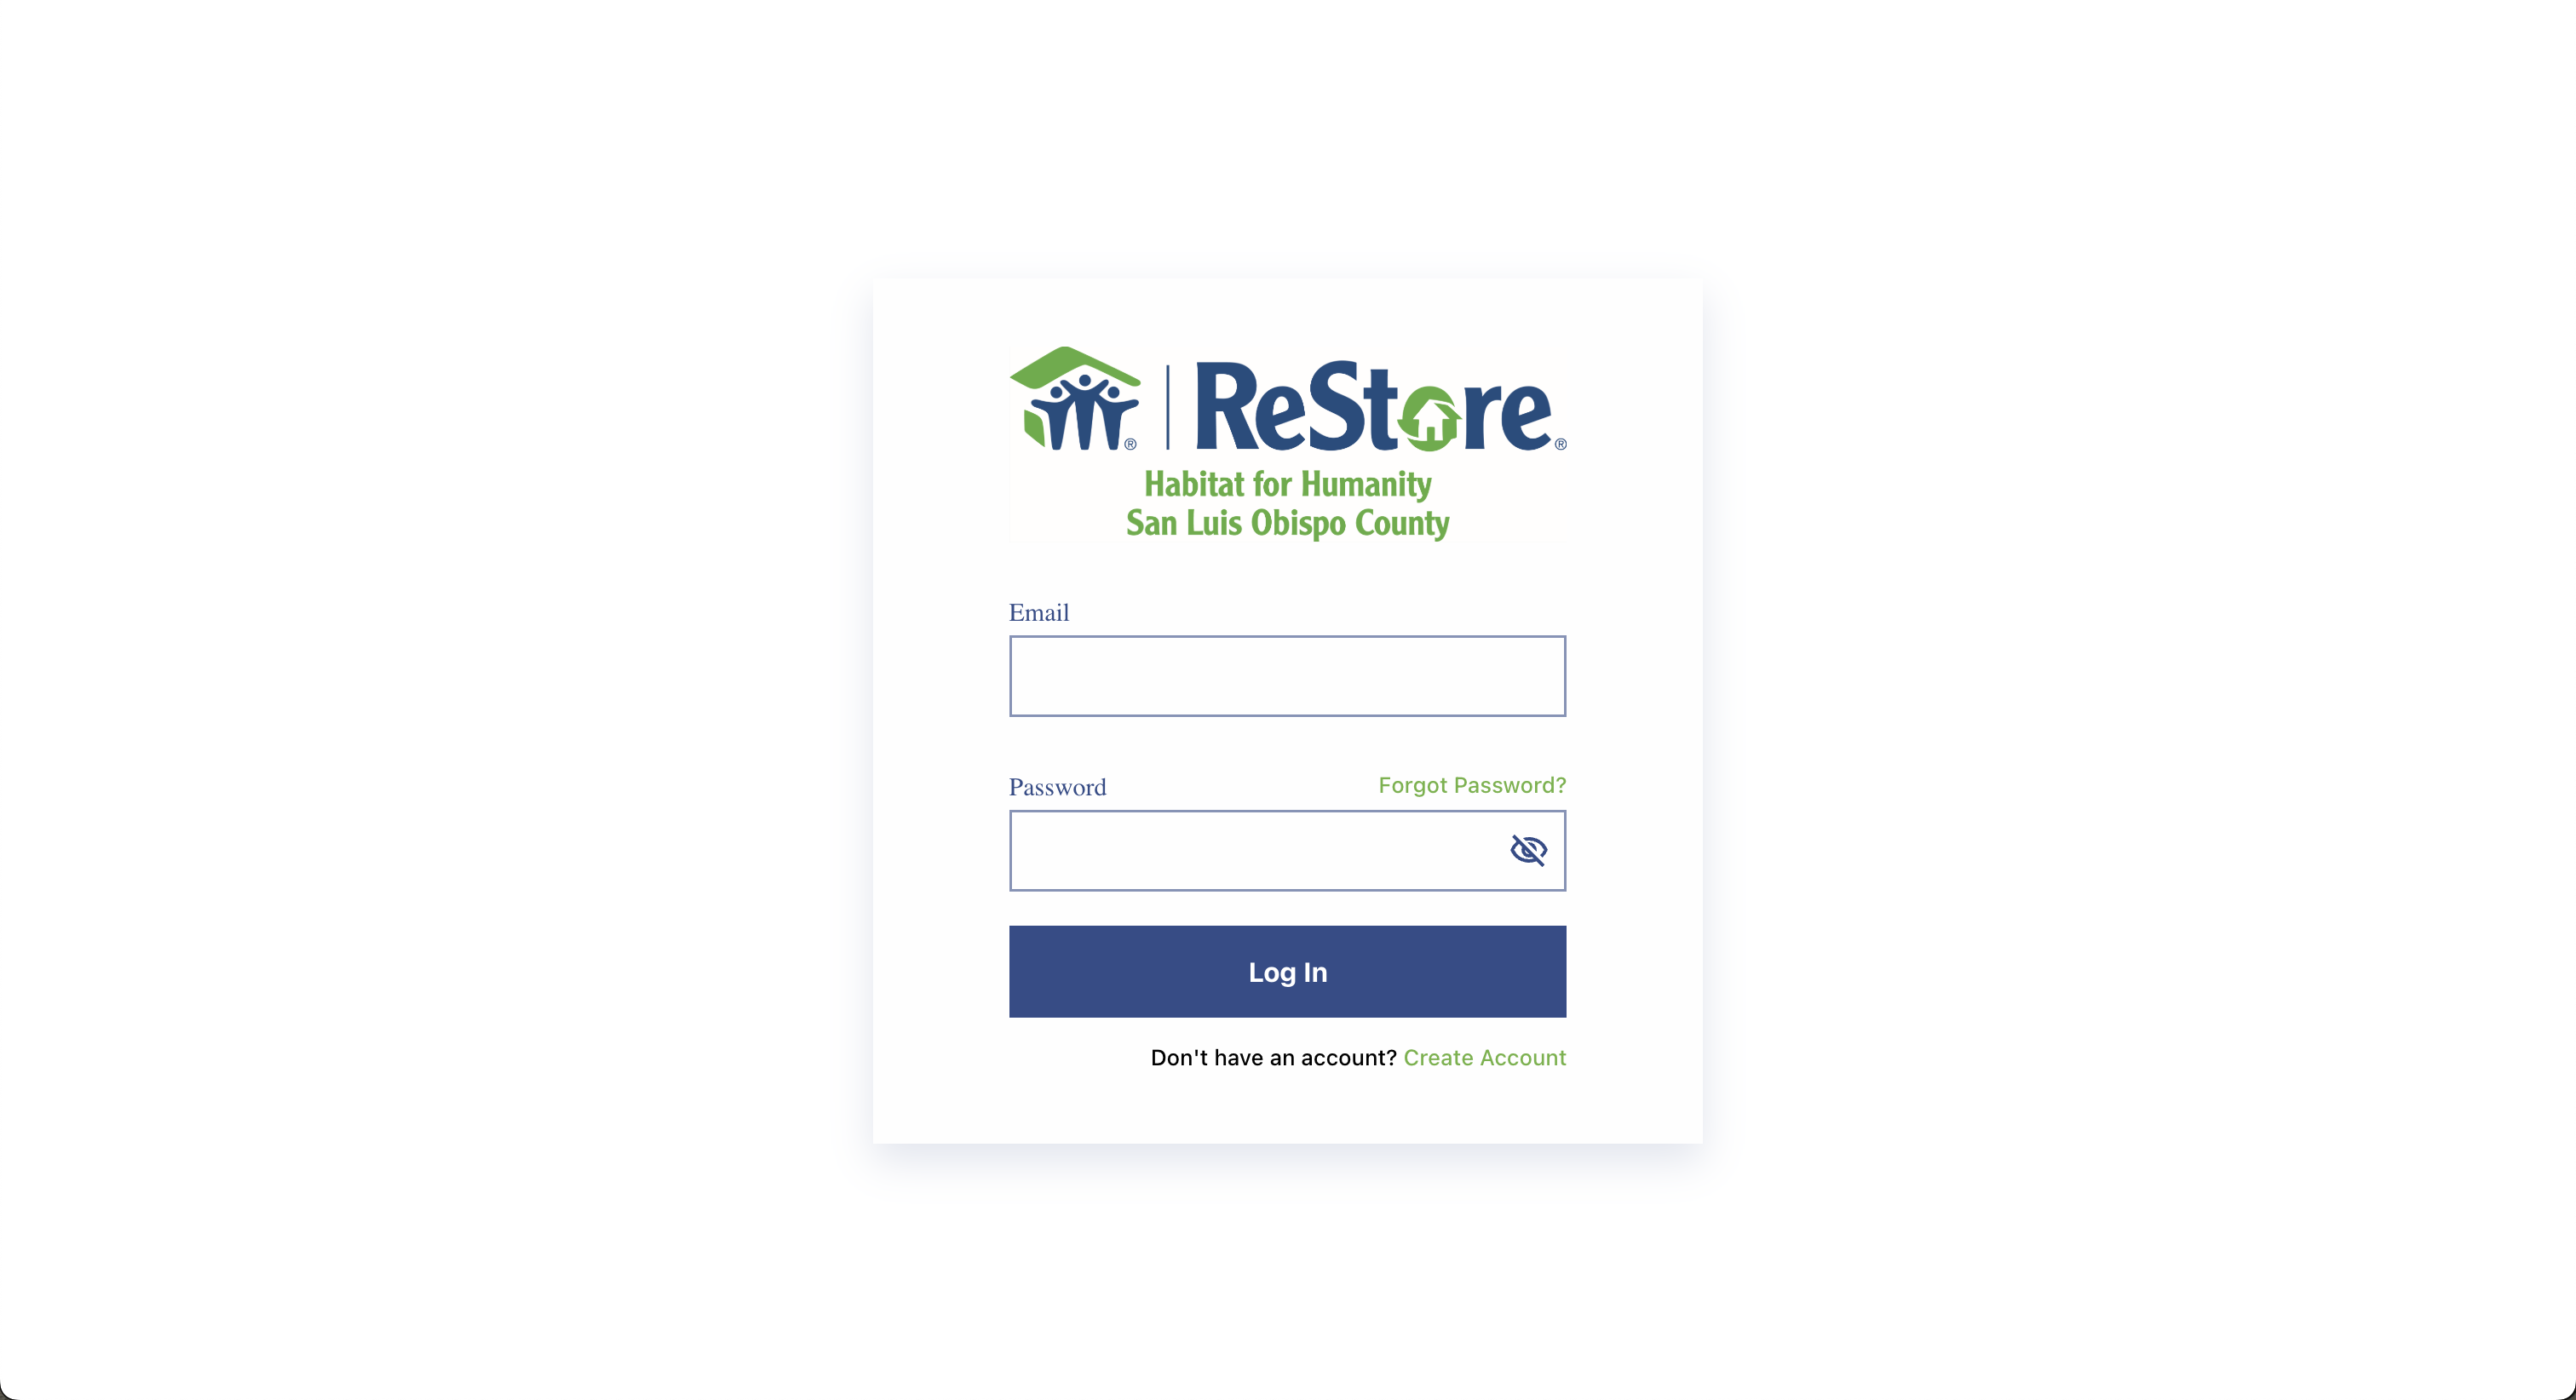 ReStore®
®
Habitat for Humanity
San Luis Obispo County
Email
Password
Forgot Password?
Log In
Don't have an account? Create Account